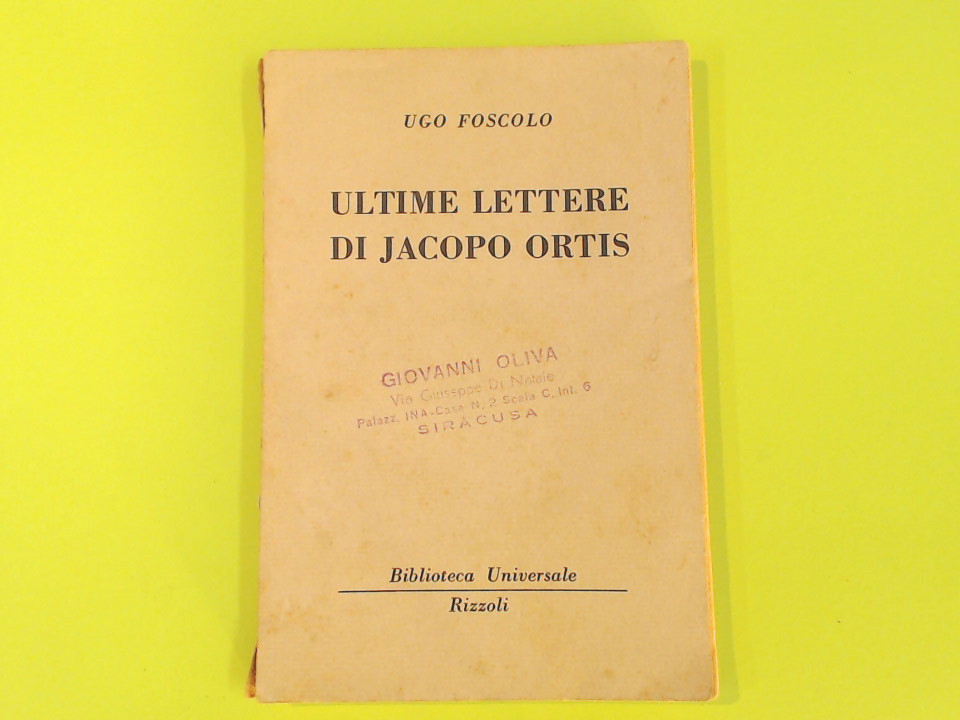 UGO FOSCOLO
ULTIME LETTERE
DI JACOPO ORTIS
GIOVANNI OLIVA
Via Giuseppe Di Natale
Palazz. INA-Casa N. 2 Scala C. Int. 6
SIRACUSA
Biblioteca Universale
Rizzoli